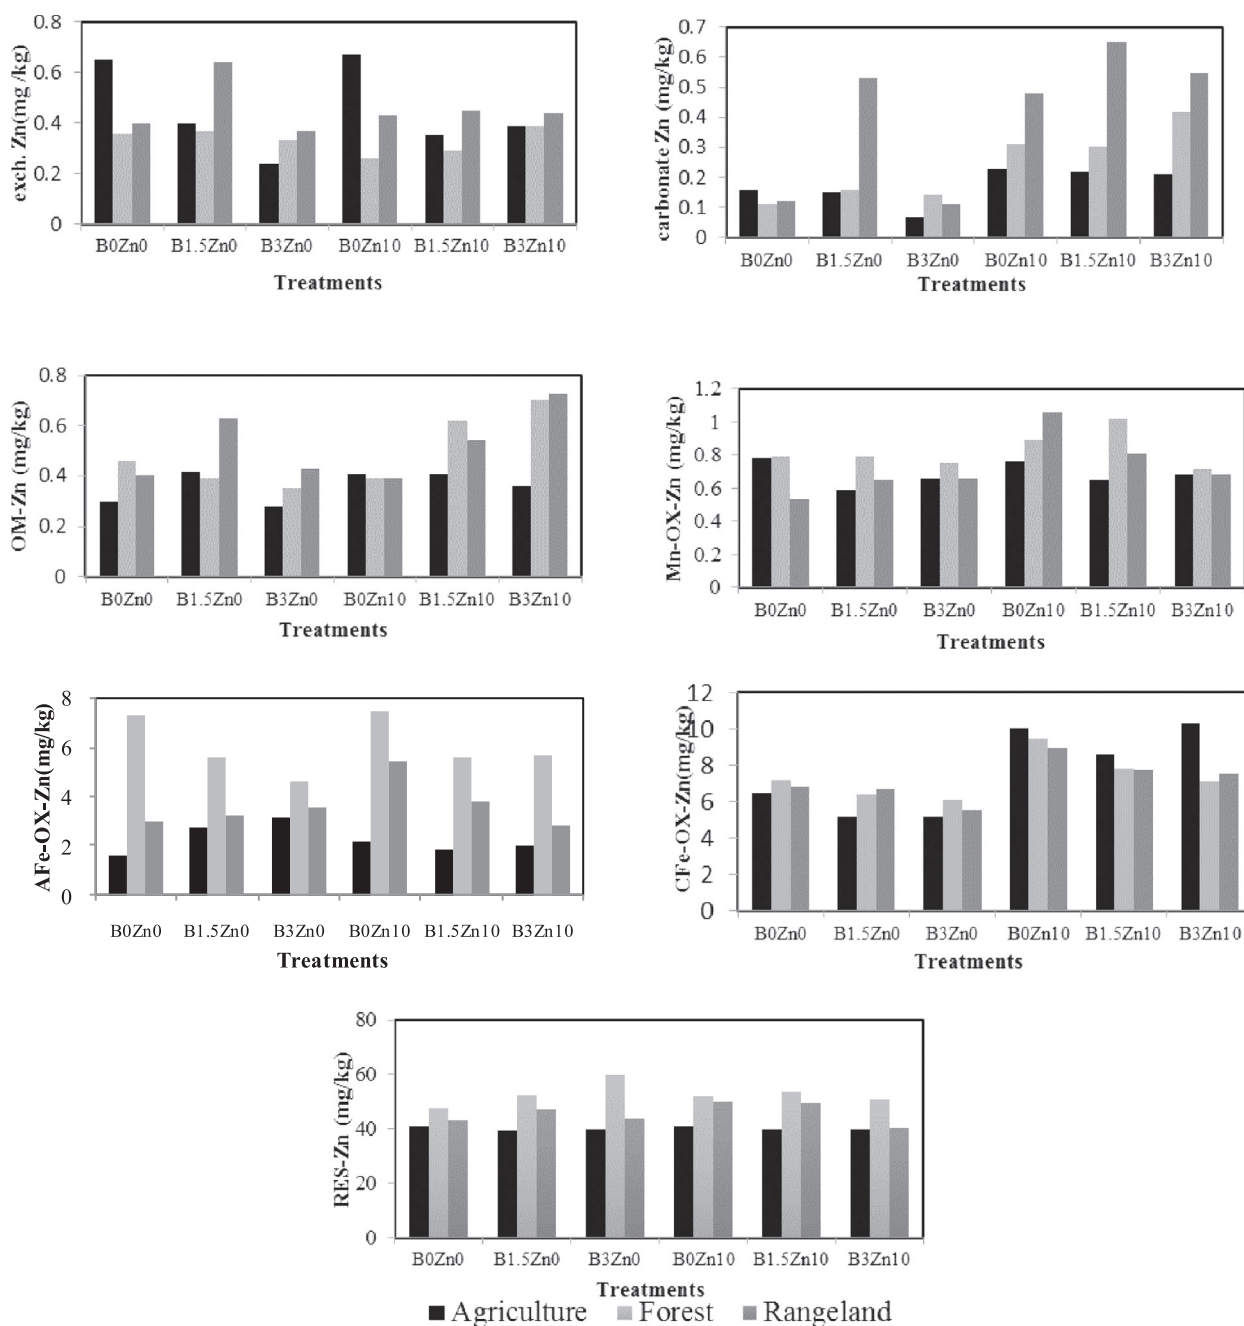 exch. Zn(mg /kg)
0.8
0.6
0.4
0.2
0
B0Zn0 B1.5Zn0 B3Zn0 B0Zn10 B1.5Zn10 B3Zn10
Treatments
carbonate Zn (mg/kg)
0.7
0.6
0.5
0.4
0.3
0.2
0.1
0
B0Zn0 B1.5Zn0 B3Zn0 B0Zn10 B1.5Zn10 B3Zn10
Treatments
OM-Zn (mg/kg)
0.8
0.6
0.4
0.2
0
B0Zn0 B1.5Zn0 B3Zn0 B0Zn10 B1.5Zn10 B3Zn10
Treatments
Mn-OX-Zn (mg/kg)
1.2
1
0.8
0.6
0.4
0.2
0
B0Zn0 B1.5Zn0 B3Zn0 B0Zn10 B1.5Zn10 B3Zn10
Treatments
AFe-OX-Zn(mg/kg)
8
6
4
2
0
B0Zn0 B1.5Zn0 B3Zn0 B0Zn10 B1.5Zn10 B3Zn10
Treatments
CFe-OX-Zn(mg/kg)
12
10
8
6
4
2
0
B0Zn0 B1.5Zn0 B3Zn0 B0Zn10 B1.5Zn10 B3Zn10
Treatments
RES-Zn (mg/kg)
80
60
40
20
0
B0Zn0 B1.5Zn0 B3Zn0 B0Zn10 B1.5Zn10 B3Zn10
Treatments
Agriculture Forest Rangeland